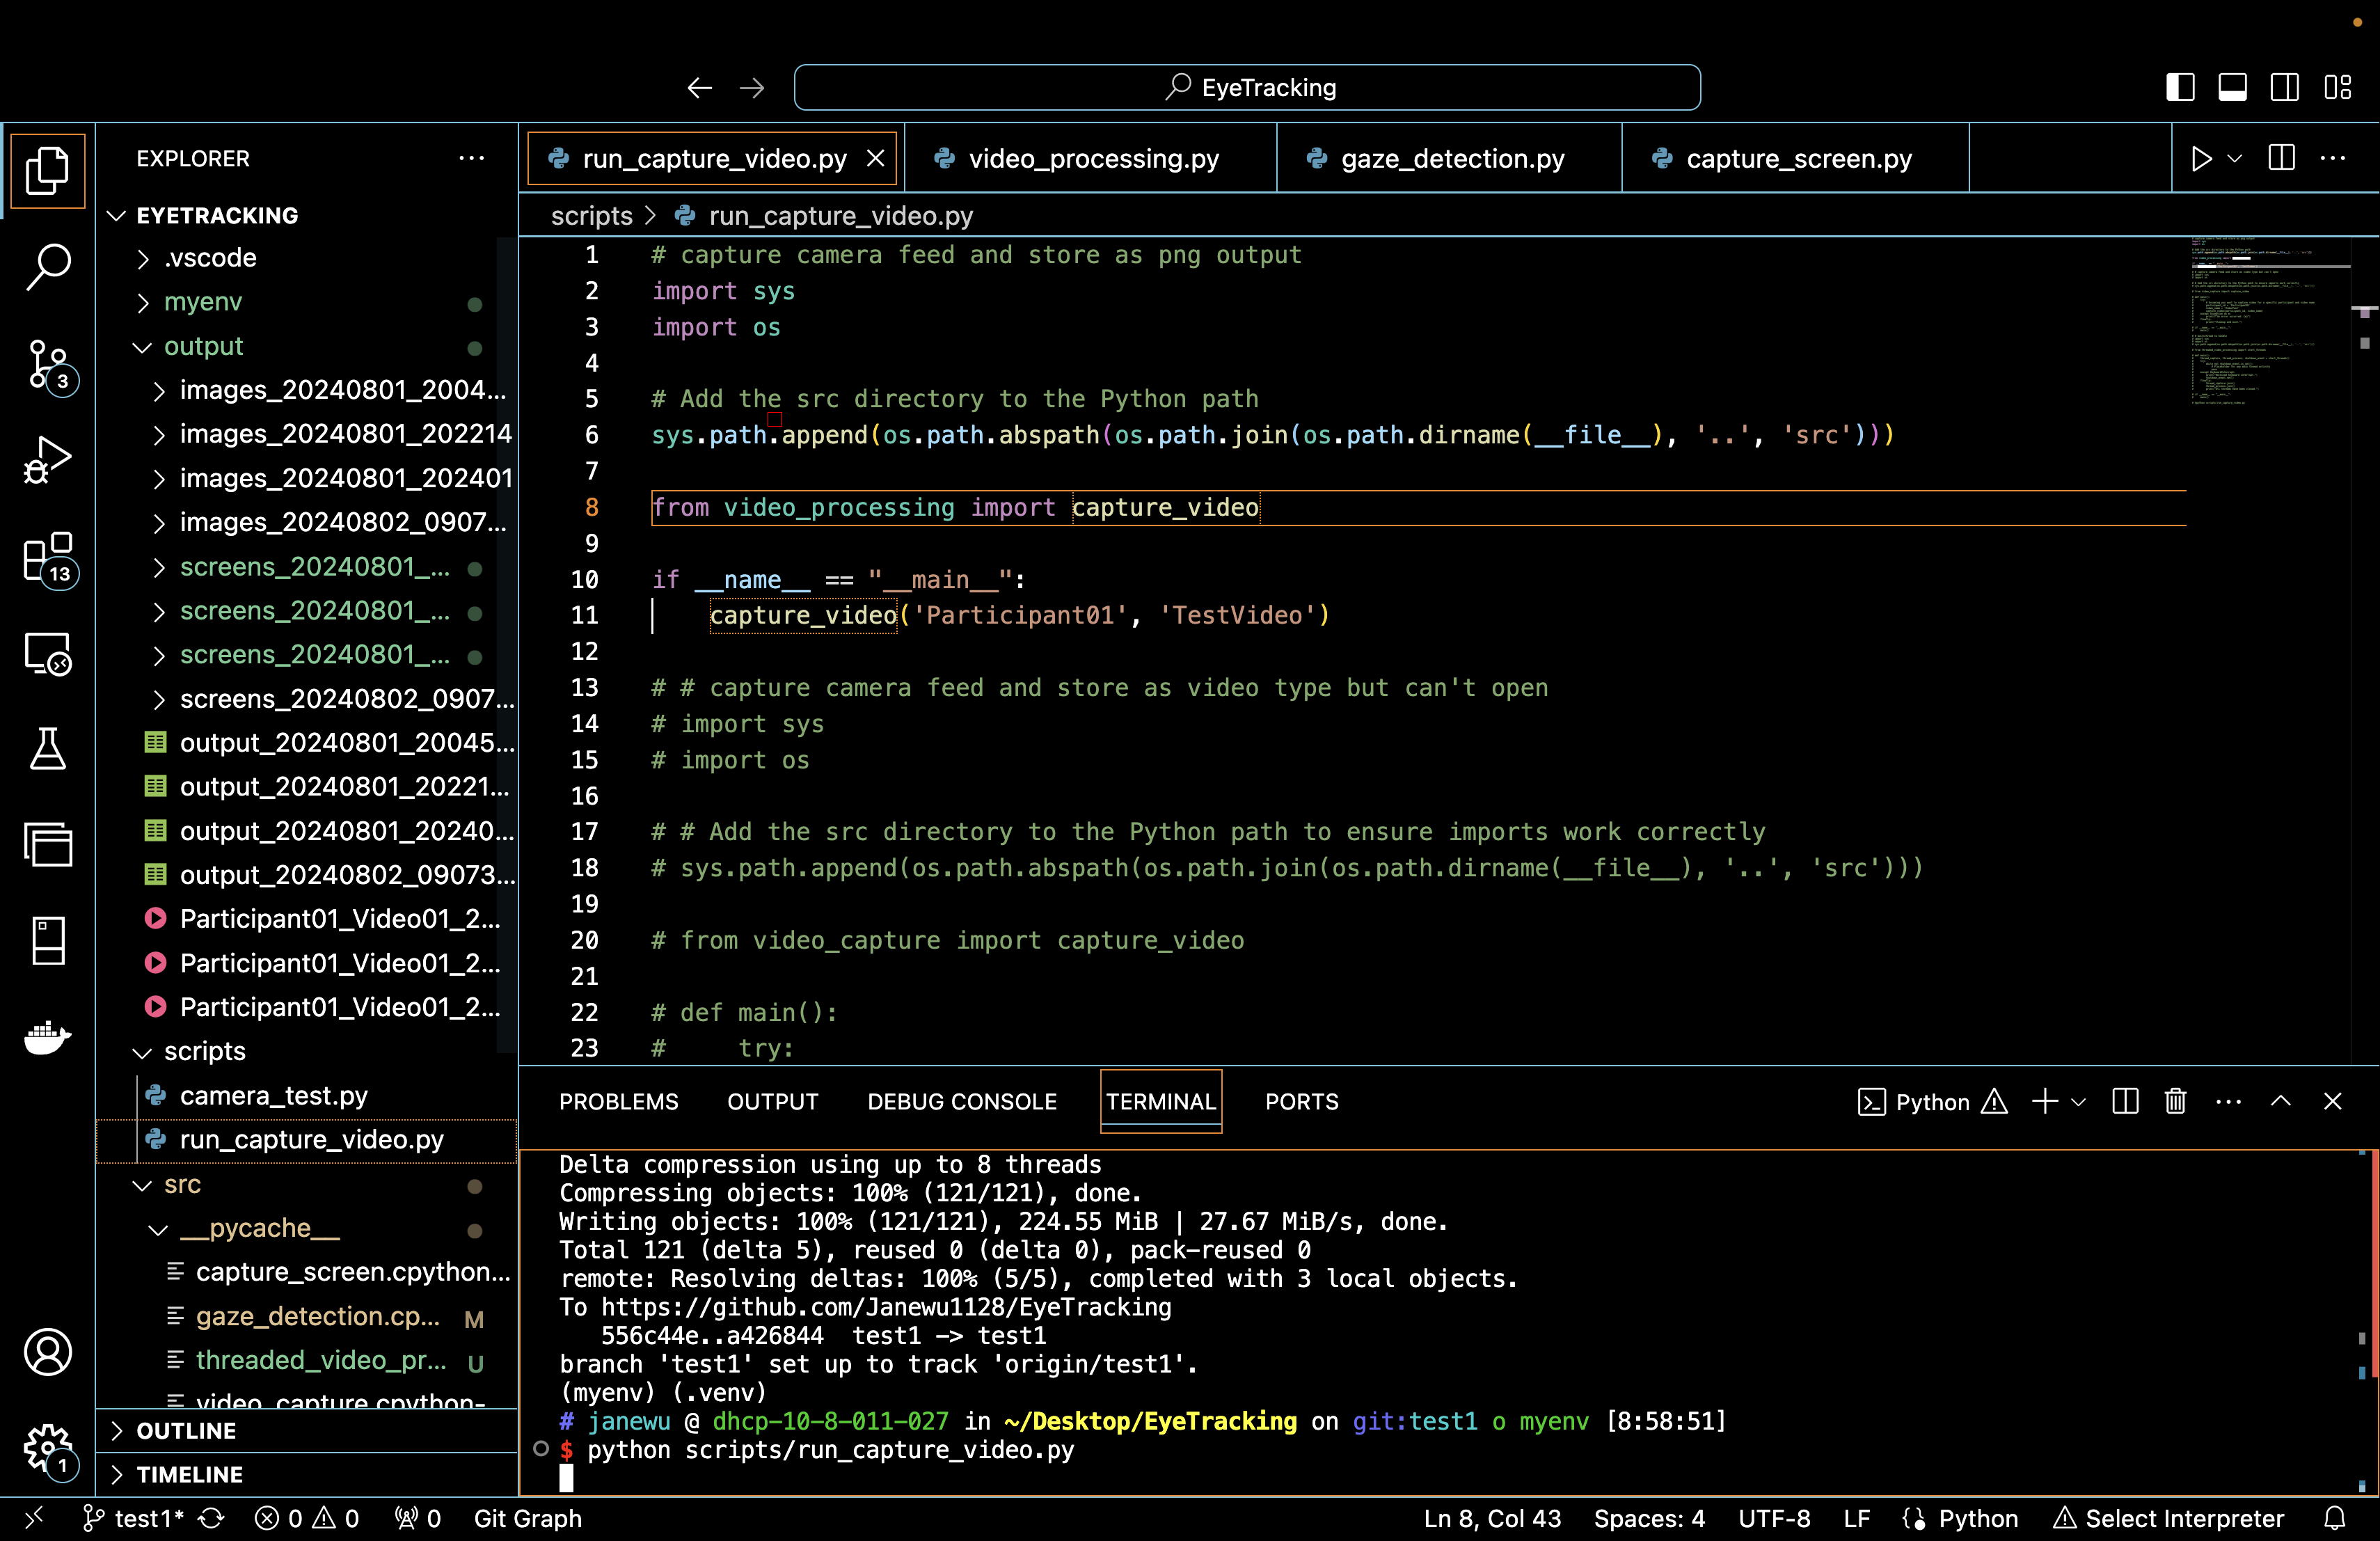 EyeTracking
EXPLORER
EYETRACKING
.vscode
myenv
output
images_20240801_2004...
images_20240801_202214
images_20240801_202401
images_20240802_0907...
screens_20240801_...
screens_20240801_...
screens_20240801_...
screens_20240802_0907...
output_20240801_20045...
output_20240801_20221...
output_20240801_20240...
output_20240802_09073...
Participant01_Video01_2...
Participant01_Video01_2...
Participant01_Video01_2...
scripts
camera_test.py
run_capture_video.py
src
__pycache__
capture_screen.cpython...
gaze_detection.cp... M
threaded_video_pr... U
video_capture.cpython-
OUTLINE
TIMELINE
3
13
1
run_capture_video.py
video_processing.py
gaze_detection.py
capture_screen.py
scripts > run_capture_video.py
1 # capture camera feed and store as png output
2 import sys
3 import os
4
5 # Add the src directory to the Python path
6 sys.path.append(os.path.abspath(os.path.join(os.path.dirname(__file__), '..', 'src')))
7
8 from video_processing import capture_video
9
10 if __name__ == "__main__":
11     capture_video('Participant01', 'TestVideo')
12
13 # # capture camera feed and store as video type but can't open
14 # import sys
15 # import os
16
17 # # Add the src directory to the Python path to ensure imports work correctly
18 # sys.path.append(os.path.abspath(os.path.join(os.path.dirname(__file__), '..', 'src')))
19
20 # from video_capture import capture_video
21
22 # def main():
23 #     try:
PROBLEMS OUTPUT DEBUG CONSOLE TERMINAL PORTS
Python
Delta compression using up to 8 threads
Compressing objects: 100% (121/121), done.
Writing objects: 100% (121/121), 224.55 MiB | 27.67 MiB/s, done.
Total 121 (delta 5), reused 0 (delta 0), pack-reused 0
remote: Resolving deltas: 100% (5/5), completed with 3 local objects.
To https://github.com/Janewu1128/EyeTracking
   556c44e..a426844  test1 -> test1
branch 'test1' set up to track 'origin/test1'.
(myenv) (.venv)
# janewu @ dhcp-10-8-011-027 in ~/Desktop/EyeTracking on git:test1 o myenv [8:58:51]
$ python scripts/run_capture_video.py
test1* 0 0 0 Git Graph Ln 8, Col 43 Spaces: 4 UTF-8 LF Python Select Interpreter